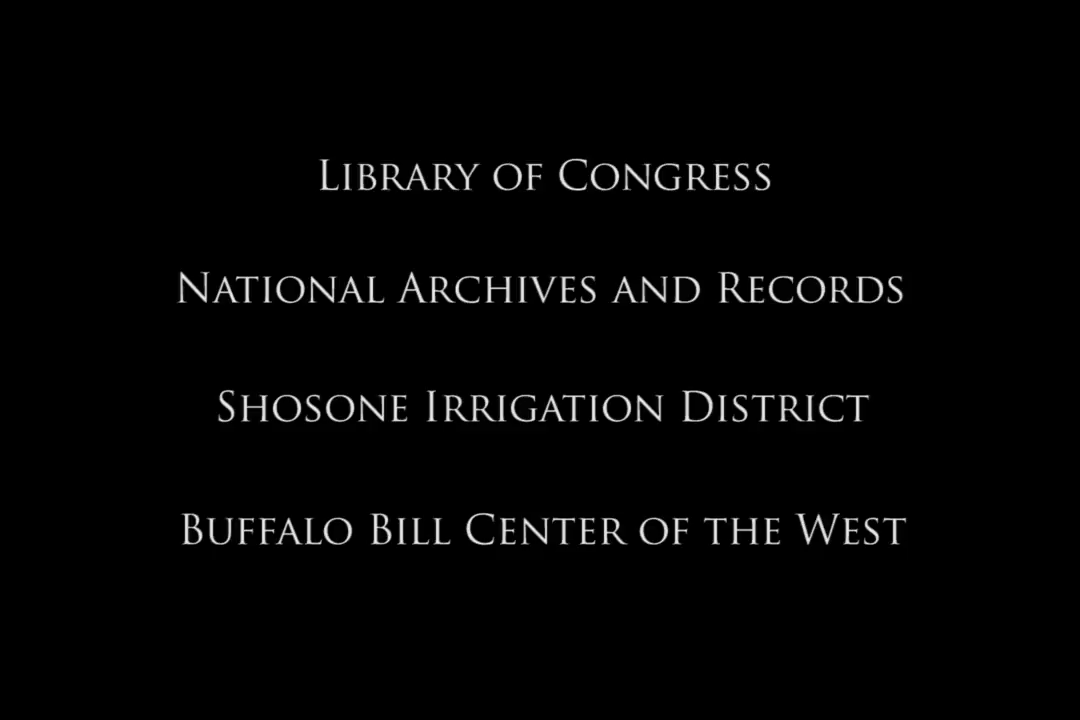 Library of Congress
National Archives and Records
Shosone Irrigation District
Buffalo Bill Center of the West